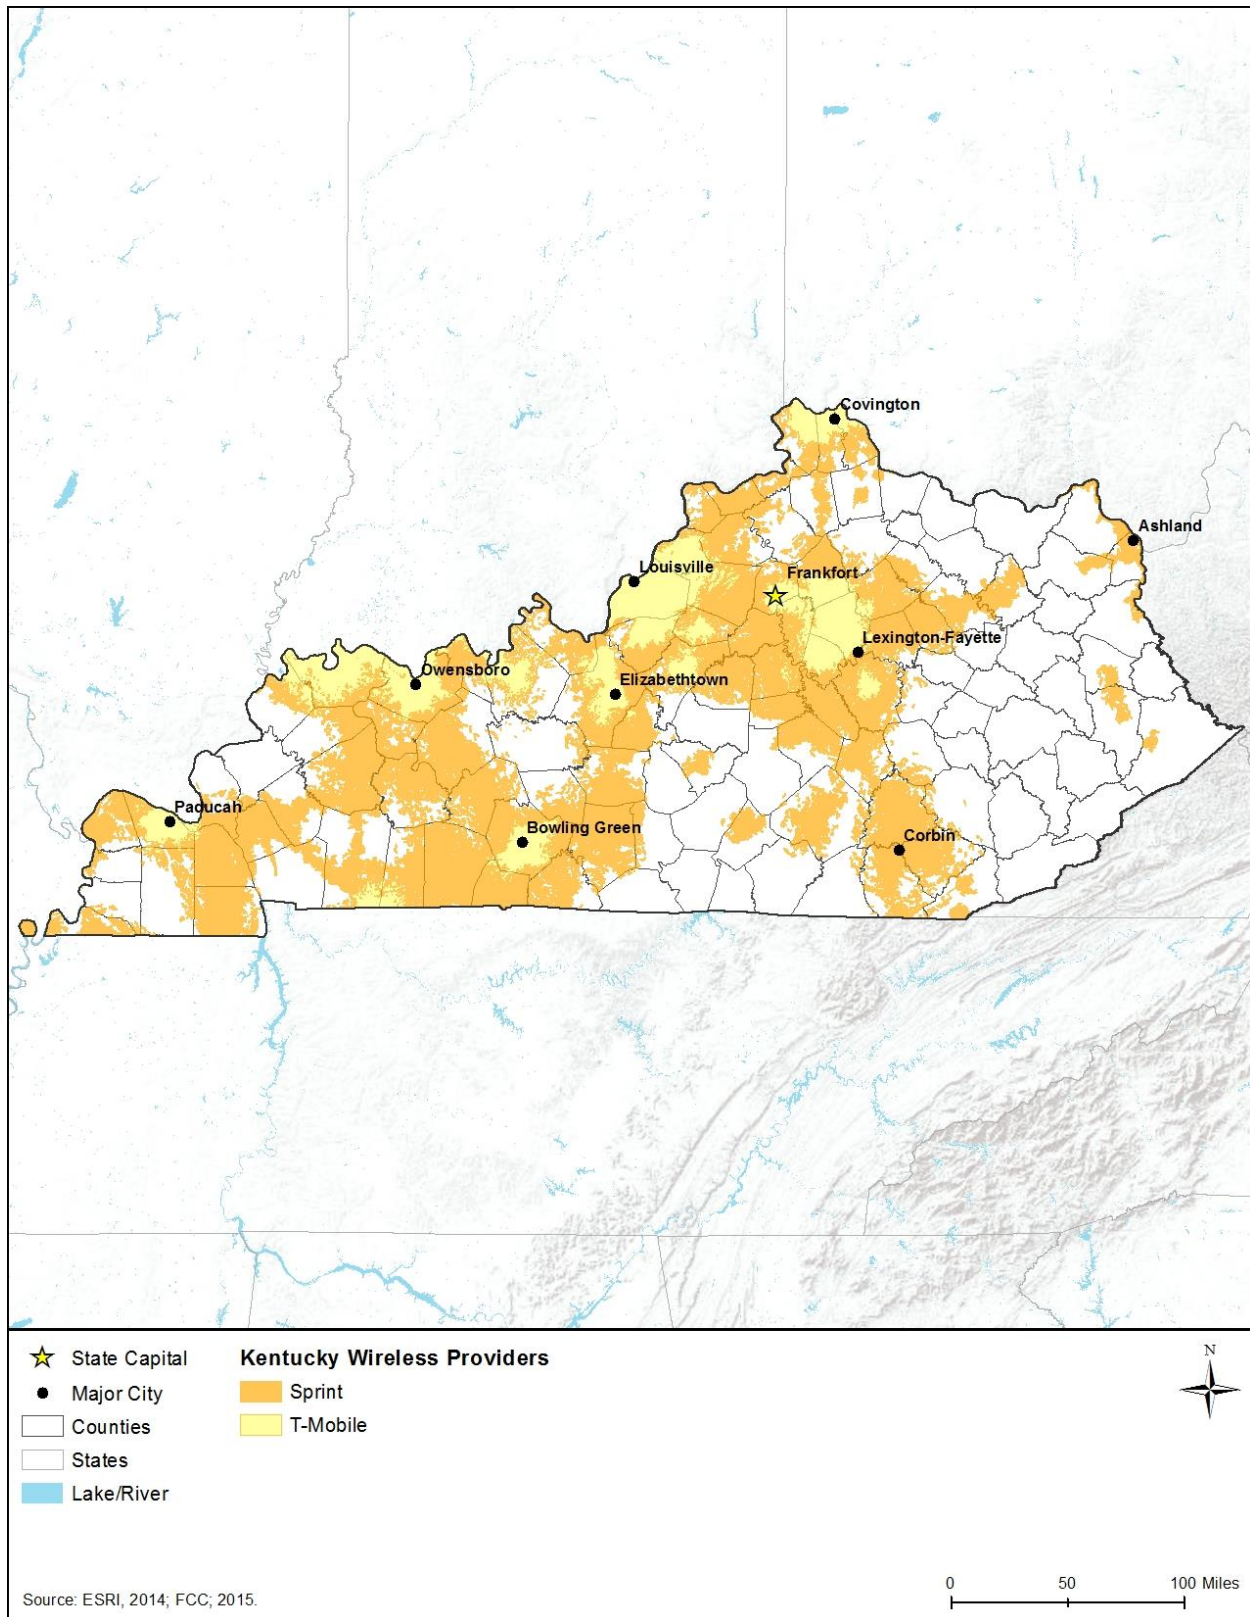 Covington
Ashland
Louisville
Frankfort
Lexington-Fayette
Owensboro
Elizabethtown
Paducah
Bowling Green
Corbin
State Capital
Major City
Counties
States
Lake/River
Kentucky Wireless Providers
Sprint
T-Mobile
N
Source: ESRI, 2014; FCC; 2015.
0 50 100 Miles